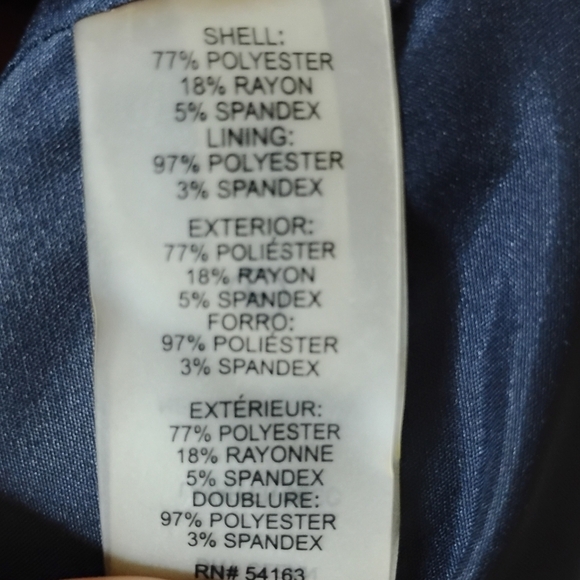 SHELL:
77% POLYESTER
18% RAYON
5% SPANDEX
LINING:
97% POLYESTER
3% SPANDEX
EXTERIOR:
77% POLIÉSTER
18% RAYON
5% SPANDEX
FORRO:
97% POLIÉSTER
3% SPANDEX
EXTÉRIEUR:
77% POLYESTER
18% RAYONNE
5% SPANDEX
DOUBLURE:
97% POLYESTER
3% SPANDEX
RN# 54163